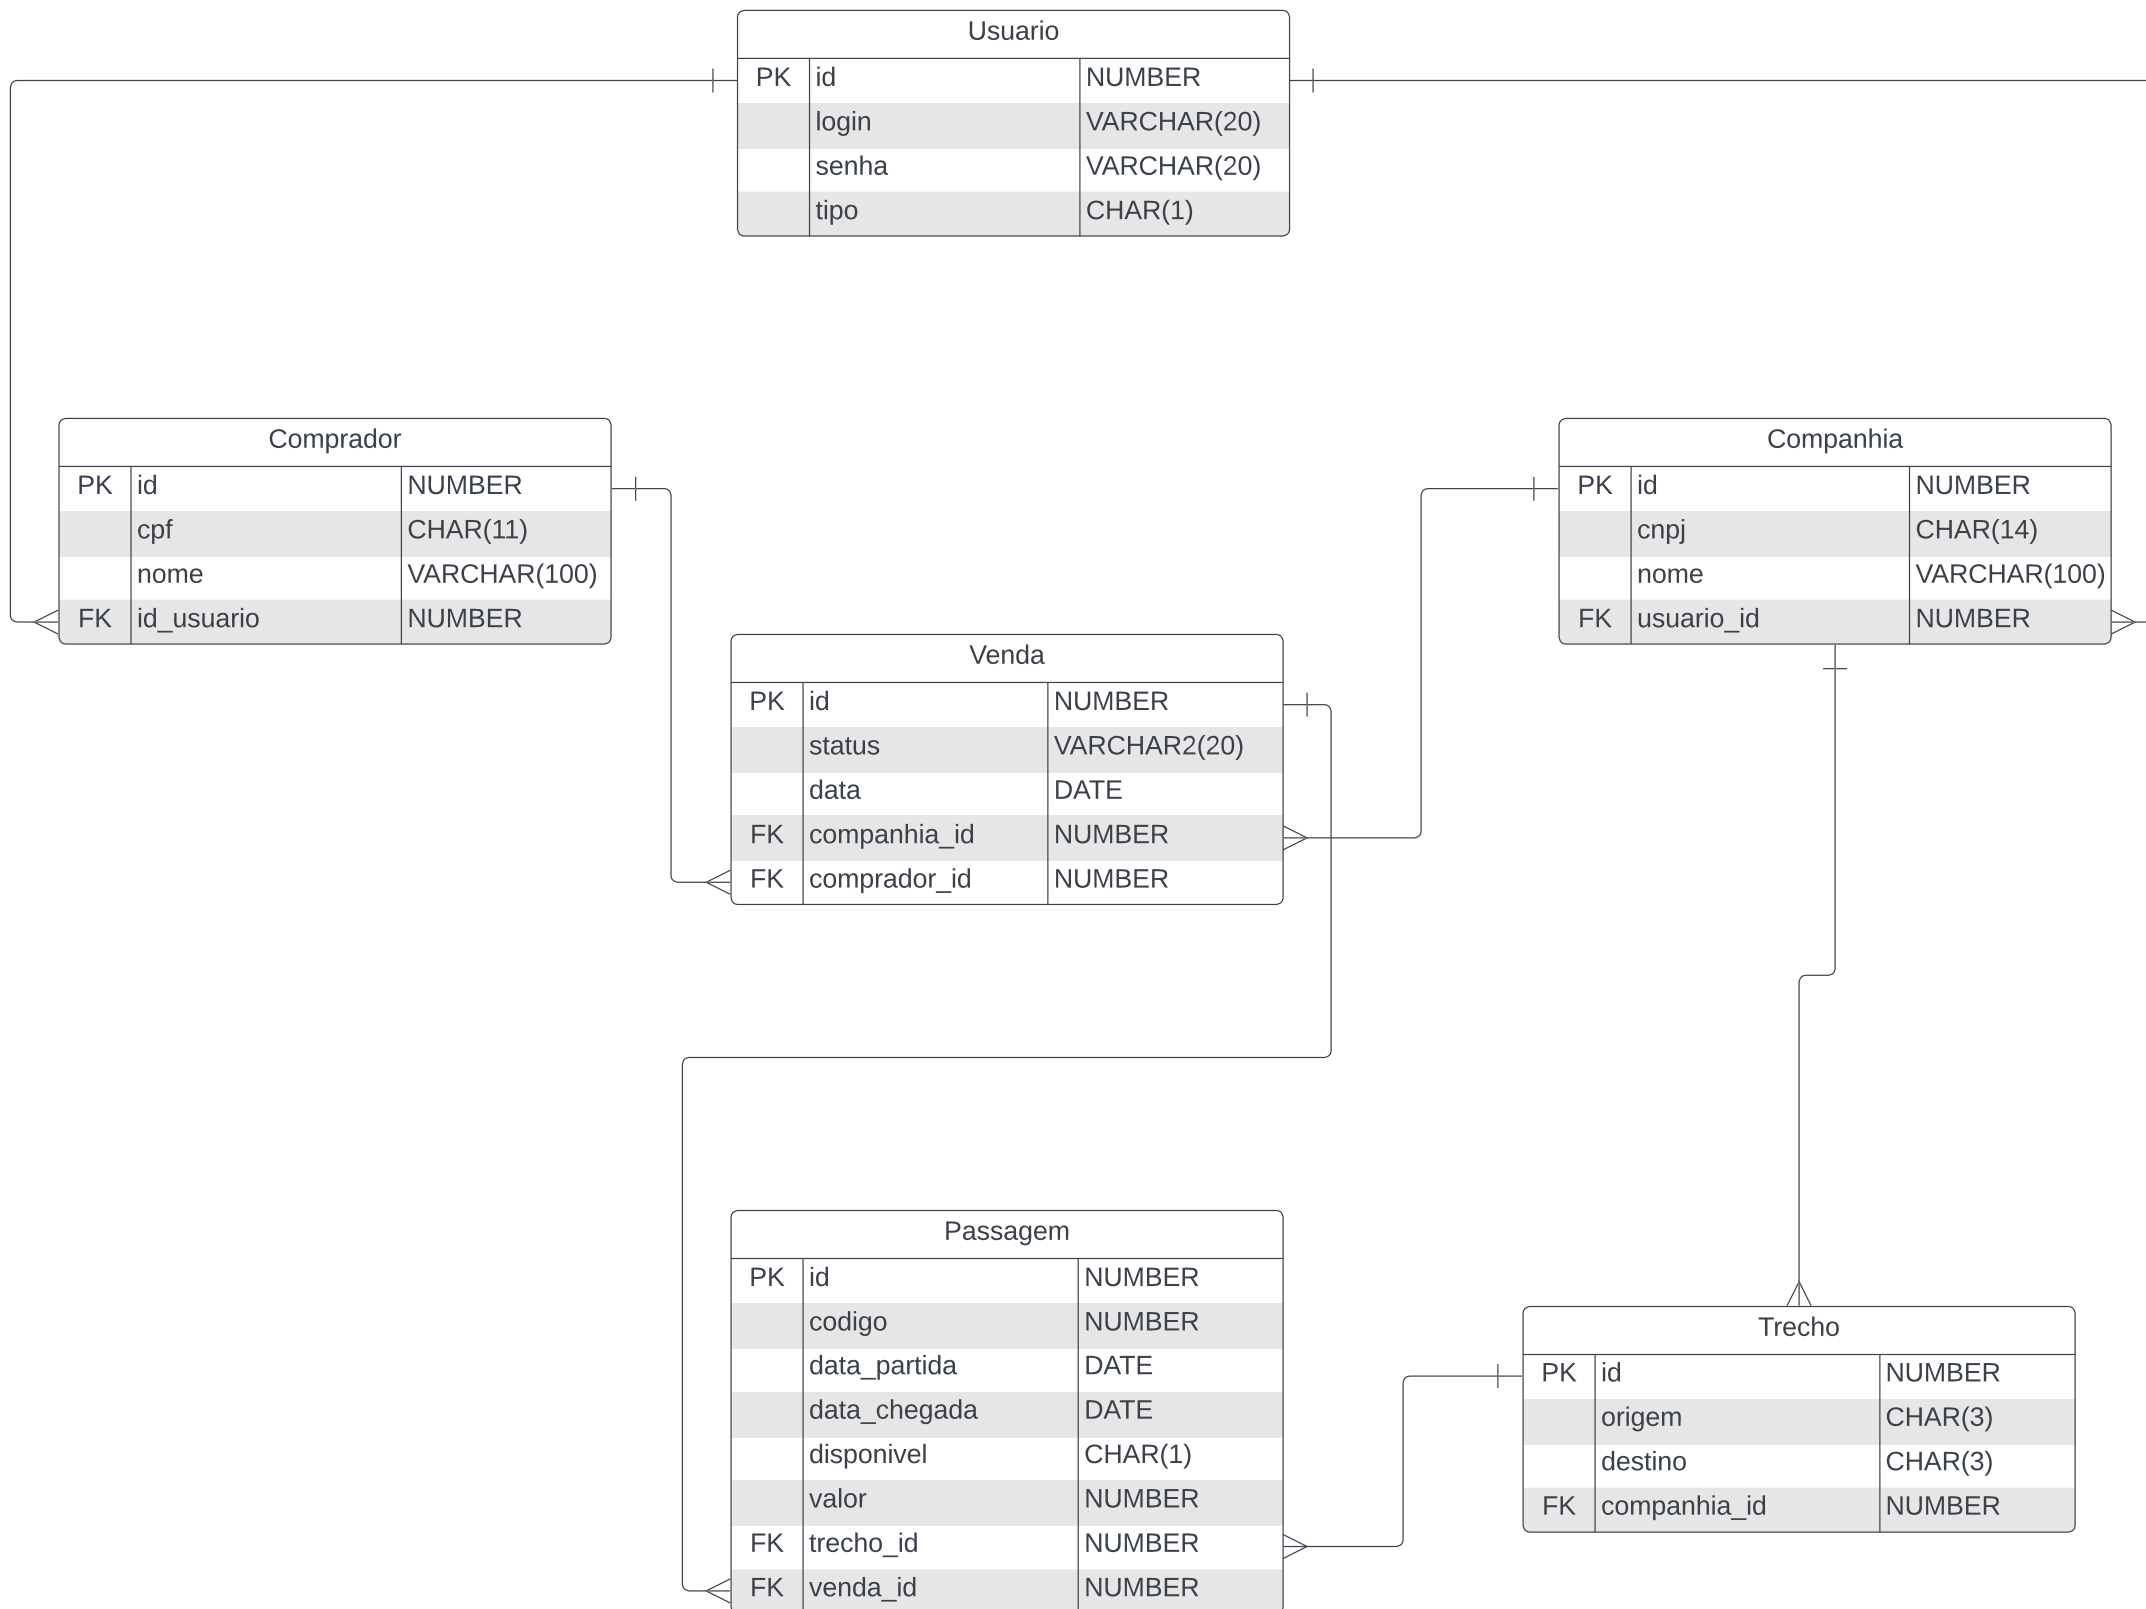 Usuario
PK id NUMBER
login VARCHAR(20)
senha VARCHAR(20)
tipo CHAR(1)
Comprador
PK id NUMBER
cpf CHAR(11)
nome VARCHAR(100)
FK id_usuario NUMBER
Companhia
PK id NUMBER
cnpj CHAR(14)
nome VARCHAR(100)
FK usuario_id NUMBER
Venda
PK id NUMBER
status VARCHAR2(20)
data DATE
FK companhia_id NUMBER
FK comprador_id NUMBER
Passagem
PK id NUMBER
codigo NUMBER
data_partida DATE
data_chegada DATE
disponivel CHAR(1)
valor NUMBER
FK trecho_id NUMBER
FK venda_id NUMBER
Trecho
PK id NUMBER
origem CHAR(3)
destino CHAR(3)
FK companhia_id NUMBER